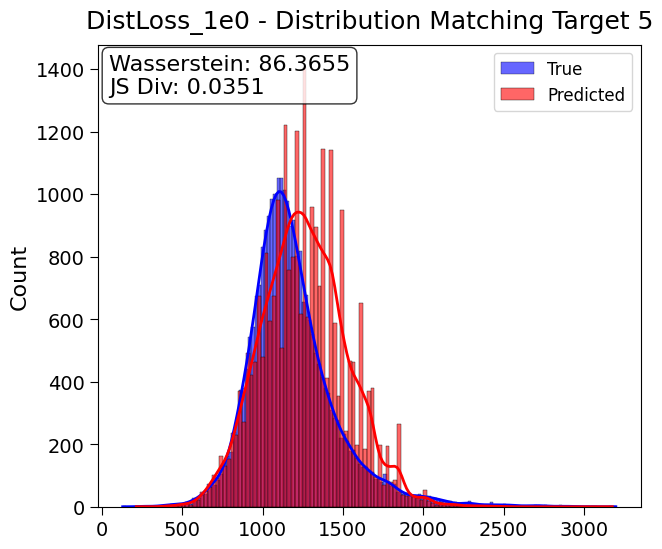 DistLoss_1e0 - Distribution Matching Target 5
Wasserstein: 86.3655
JS Div: 0.0351
True
Predicted
Count
1400
1200
1000
800
600
400
200
0
0 500 1000 1500 2000 2500 3000